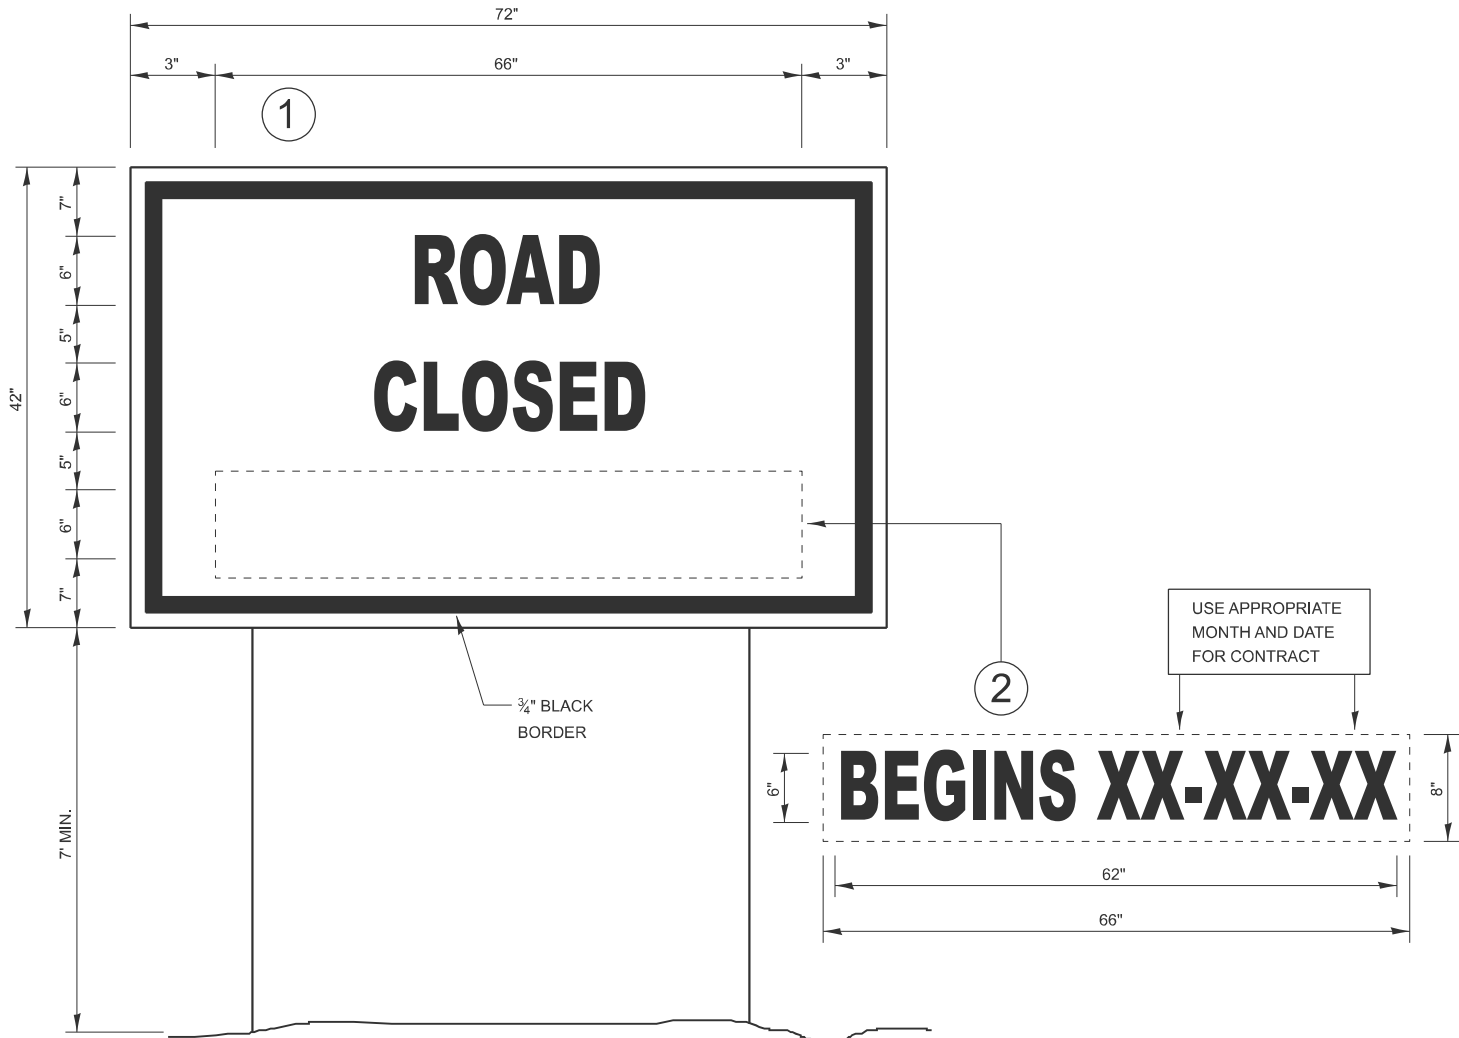 72"
3"
66"
3"
1
42"
7"
6"
5"
6"
5"
6"
7"
ROAD
CLOSED
¾" BLACK
BORDER
7' MIN.
2
USE APPROPRIATE
MONTH AND DATE
FOR CONTRACT
6"
BEGINS XX-XX-XX
8"
62"
66"